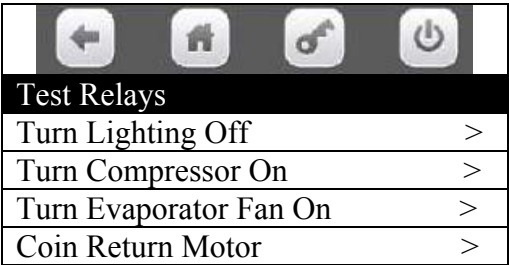 Test Relays
Turn Lighting Off >
Turn Compressor On >
Turn Evaporator Fan On >
Coin Return Motor >